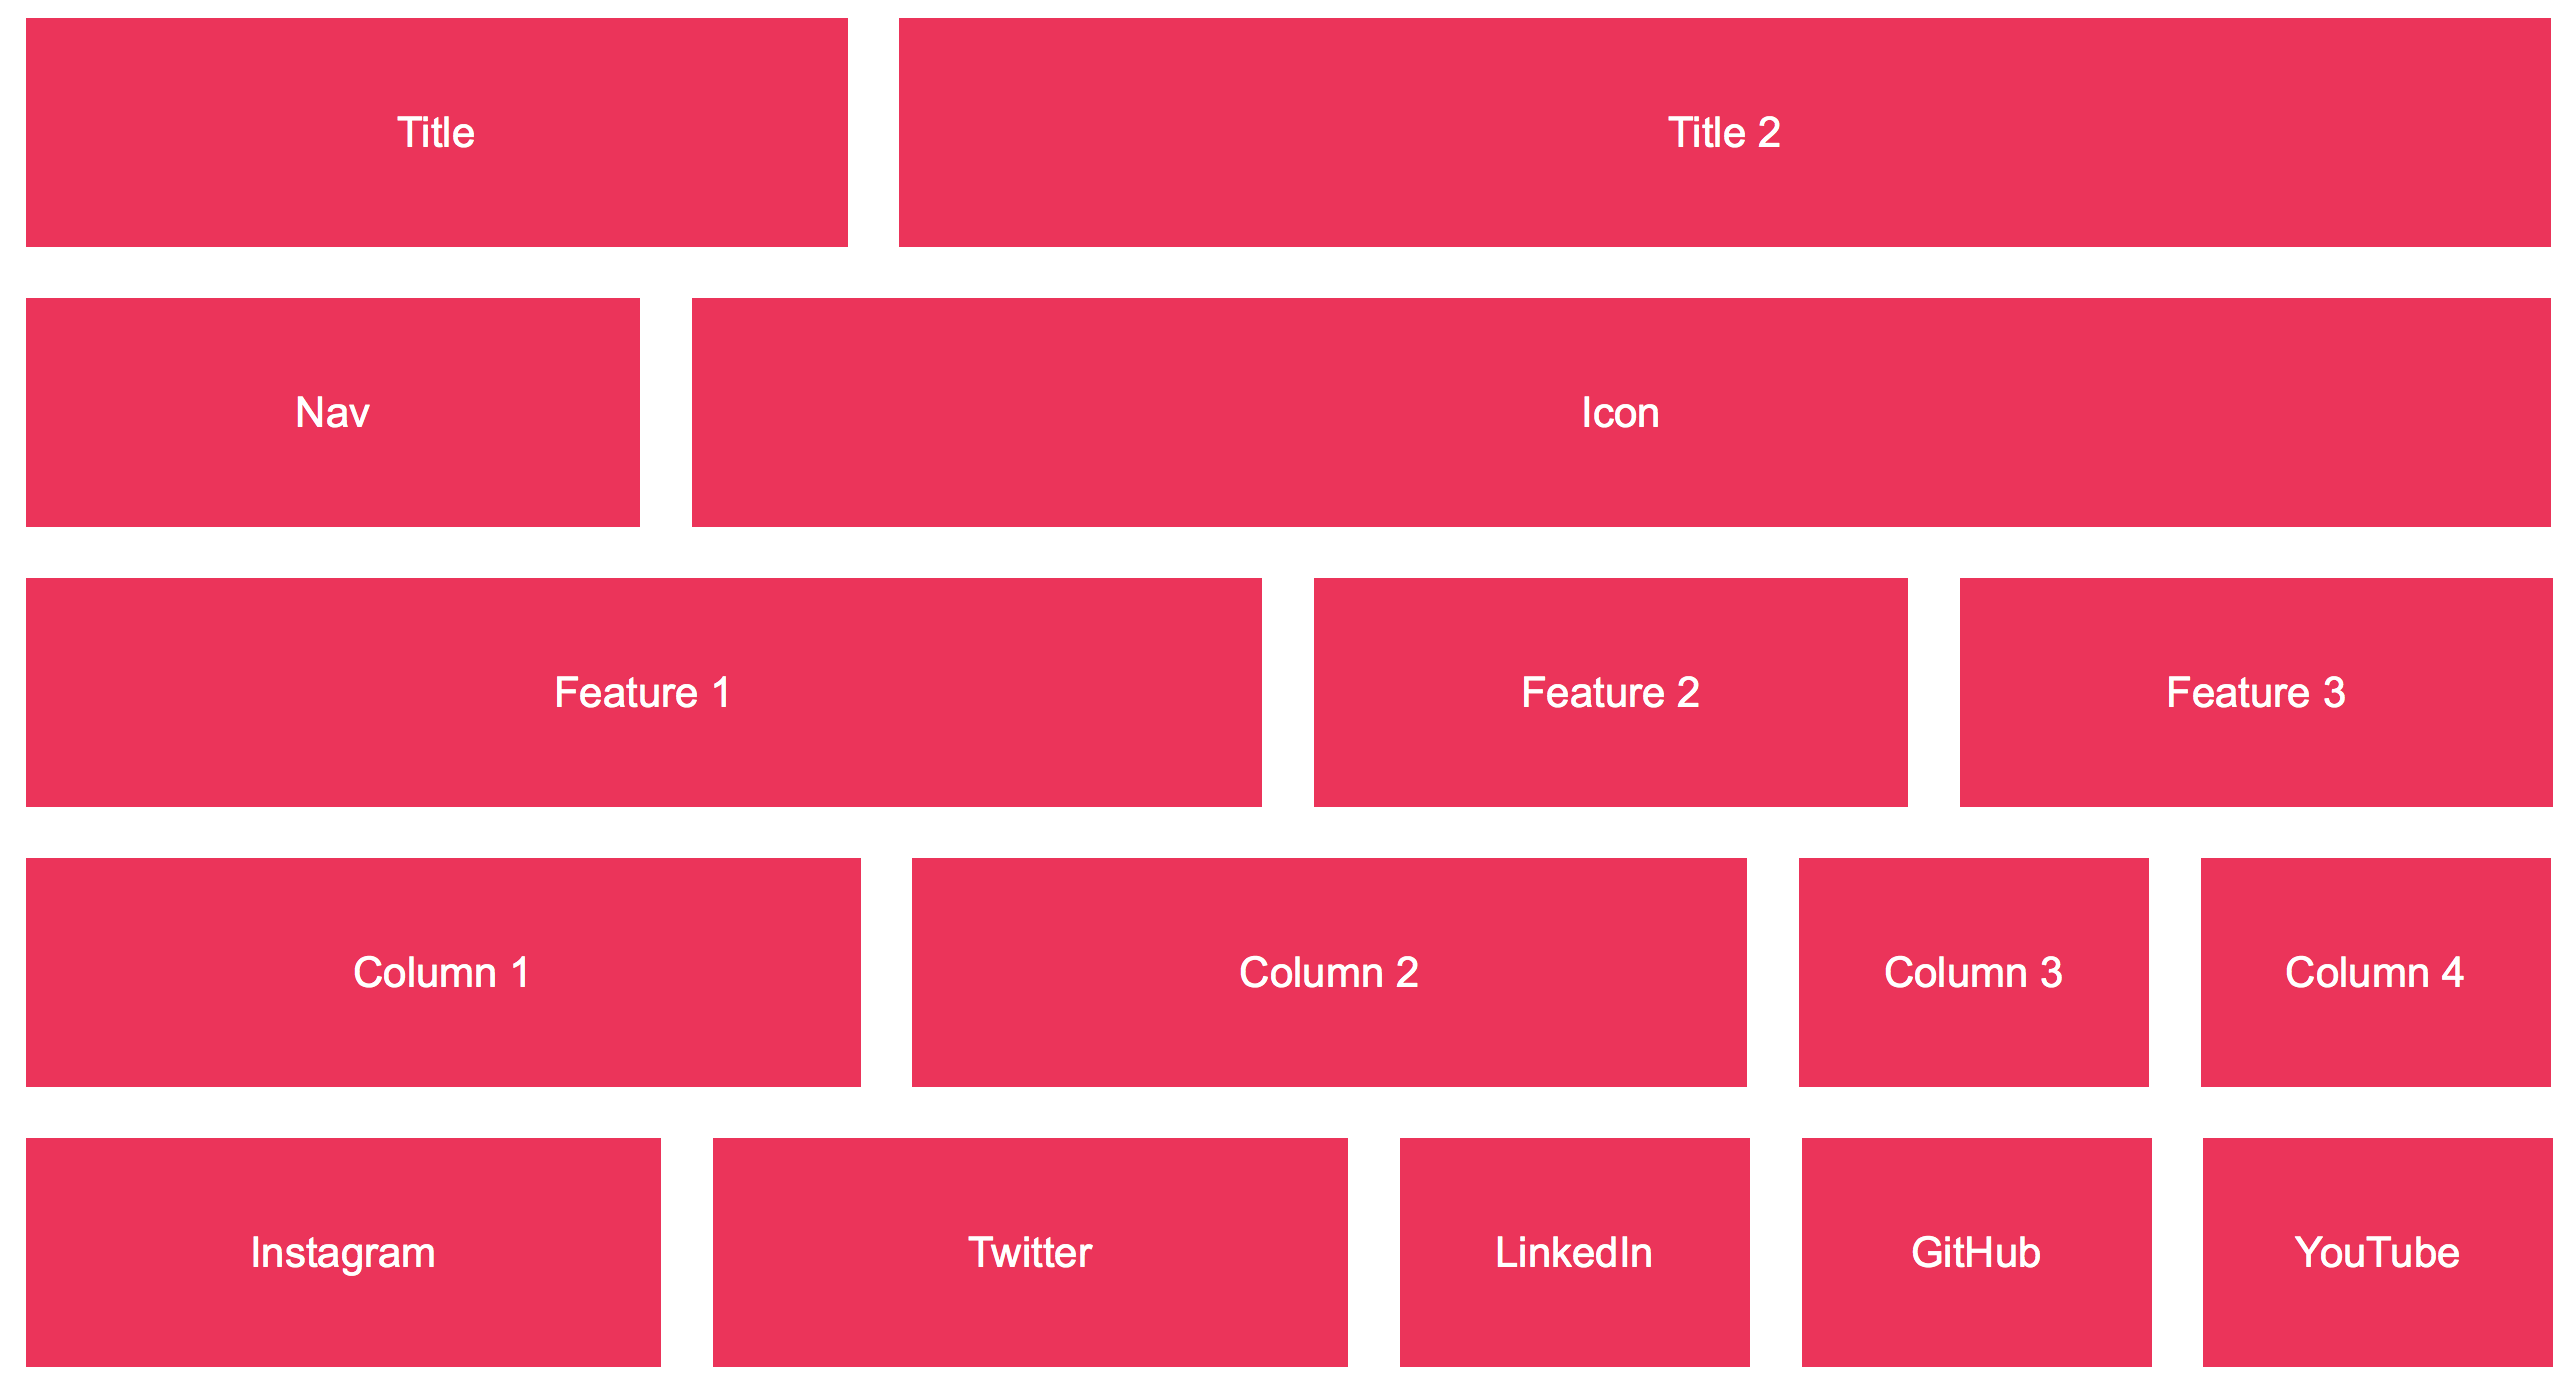 Title
Title 2
Nav
Icon
Feature 1
Feature 2
Feature 3
Column 1
Column 2
Column 3
Column 4
Instagram
Twitter
LinkedIn
GitHub
YouTube